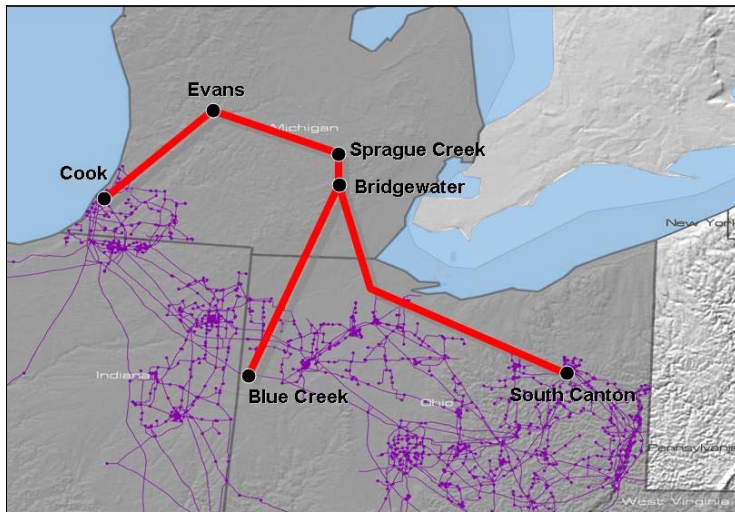 Evans
Michigan
Sprague Creek
Cook
Bridgewater
New York
Indiana
Blue Creek
Ohio
South Canton
Pennsylvania
West Virginia